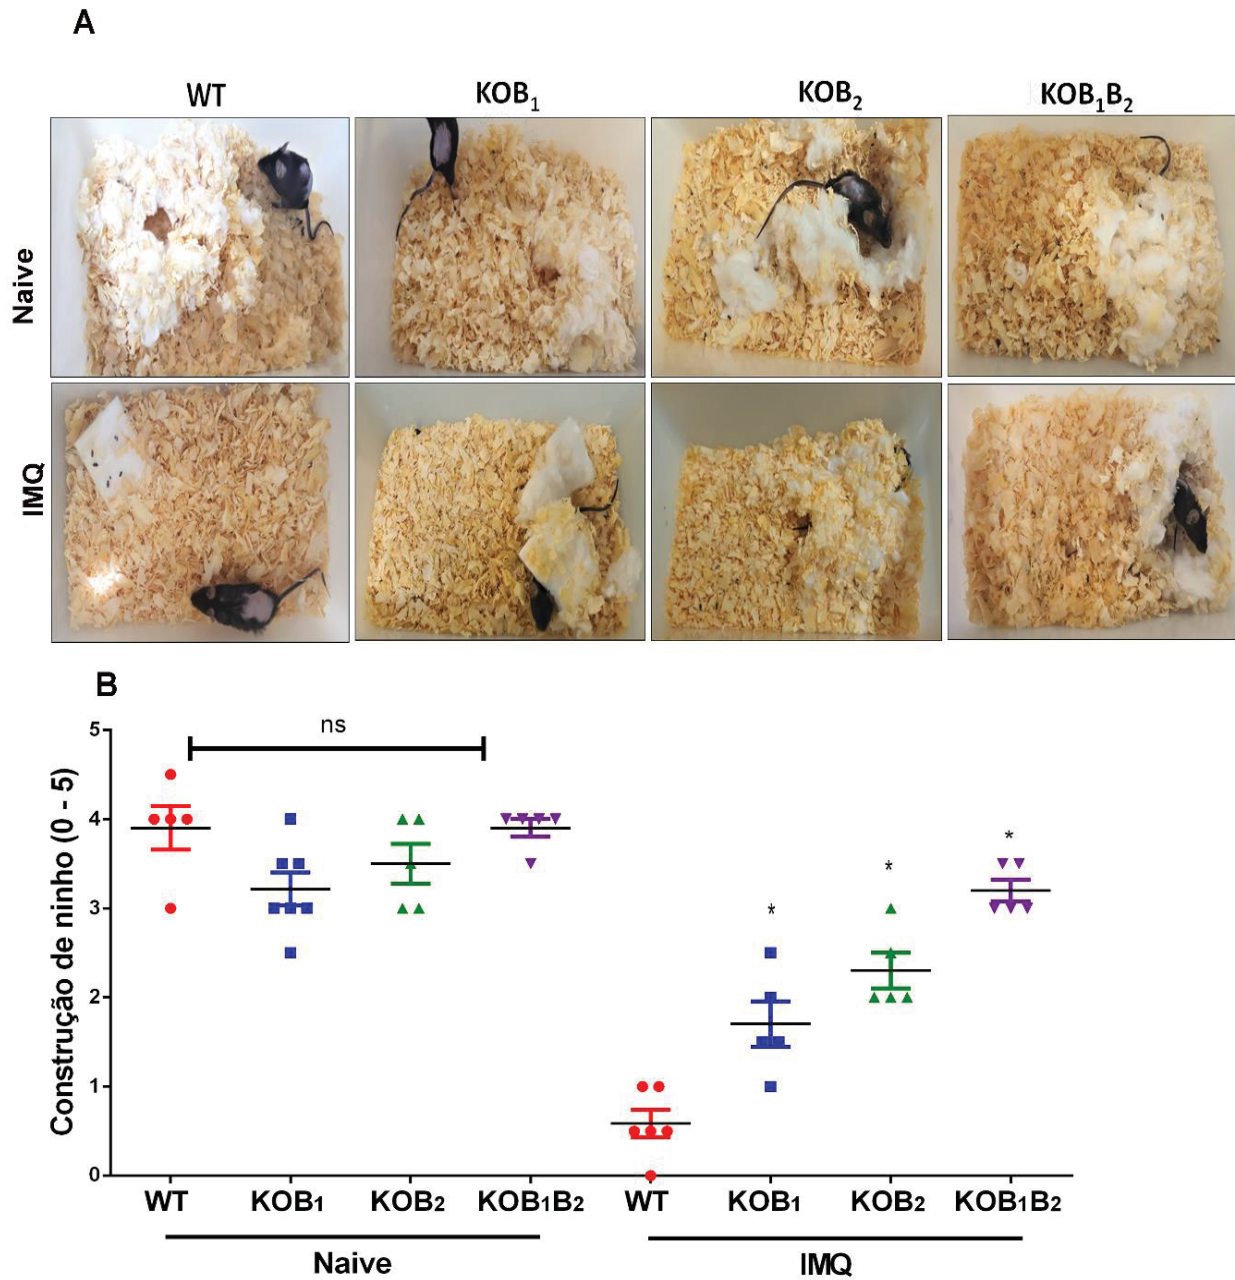 A
WT KOB₁ KOB₂ KOB₁B₂
Naive
IMQ
B
ns
Construção de ninho (0 - 5)
5
4
3
2
1
0
* * *
WT KOB₁ KOB₂ KOB₁B₂ WT KOB₁ KOB₂ KOB₁B₂
Naive IMQ